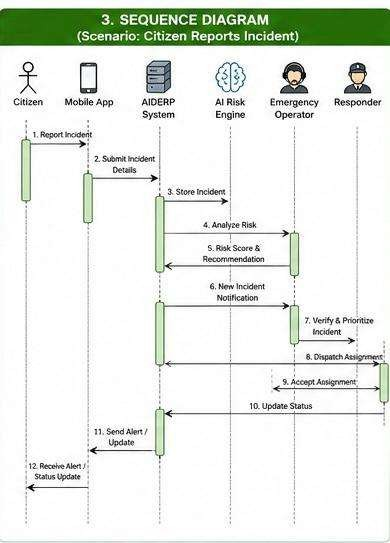 3. SEQUENCE DIAGRAM
(Scenario: Citizen Reports Incident)
Citizen
Mobile App
AIDERP
System
AI Risk
Engine
Emergency
Operator
Responder
1. Report Incident
2. Submit Incident
Details
3. Store Incident
4. Analyze Risk
5. Risk Score &
Recommendation
6. New Incident
Notification
7. Verify & Prioritize
Incident
8. Dispatch Assignment
9. Accept Assignment
10. Update Status
11. Send Alert /
Update
12. Receive Alert /
Status Update